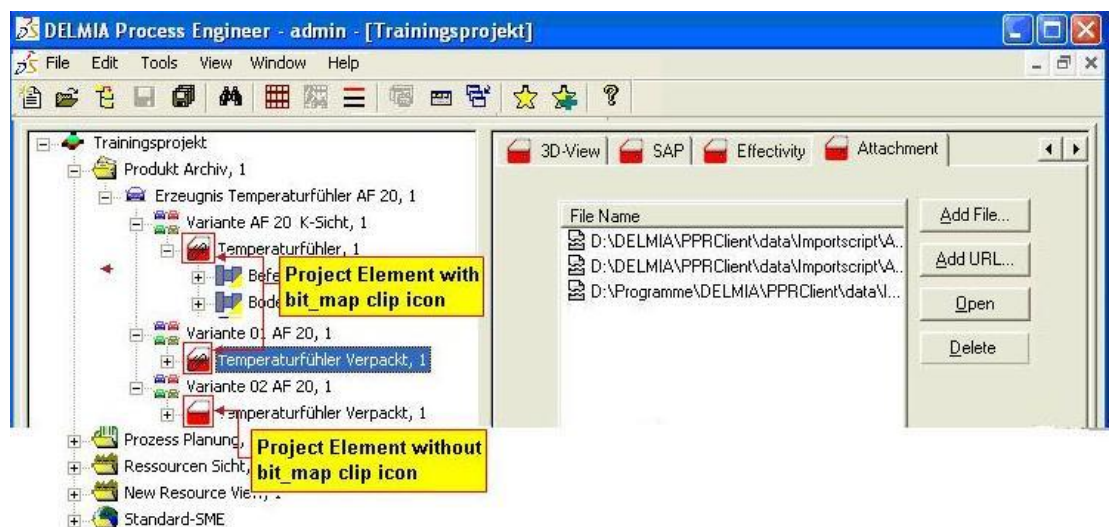 DELMIA Process Engineer - admin - [Trainingsprojekt]
File Edit Tools View Window Help
Trainingsprojekt
Produkt Archiv, 1
Erzeugnis Temperaturfühler AF 20, 1
Variante AF 20 K-Sicht, 1
Temperaturfühler, 1
Befe
Bode
Variante 01 AF 20, 1
Temperaturfühler Verpackt, 1
Variante 02 AF 20, 1
Temperaturfühler Verpackt, 1
Prozess Planung,
Ressourcen Sicht,
New Resource View, 1
Standard-SME
Project Element with
bit_map clip icon
Project Element without
bit_map clip icon
3D-View SAP Effectivity Attachment
File Name
D:\DELMIA\PPRClient\data\Importscript\A..
D:\DELMIA\PPRClient\data\Importscript\A..
D:\Programme\DELMIA\PPRClient\data\I...
Add File...
Add URL...
Open
Delete